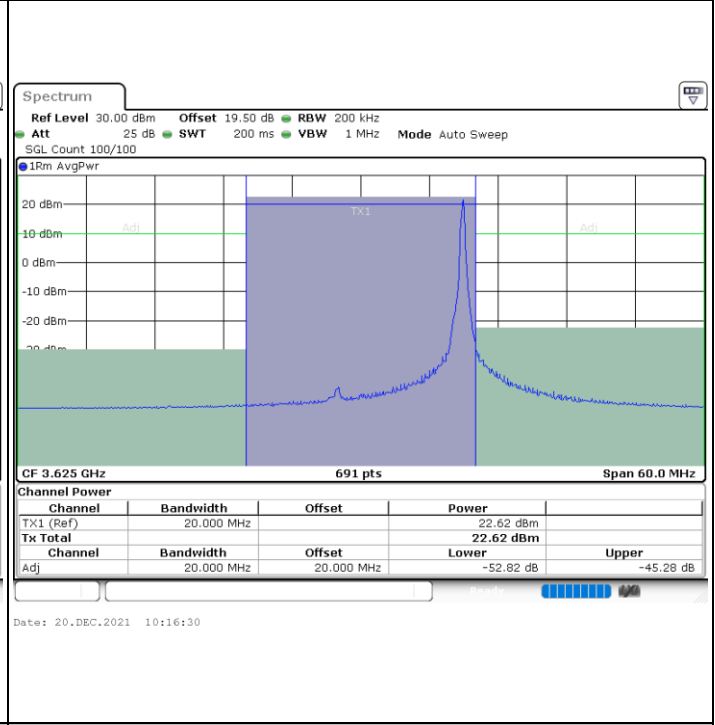 Spectrum
Ref Level 30.00 dBm Offset 19.50 dB RBW 200 kHz
Att 25 dB SWT 200 ms VBW 1 MHz Mode Auto Sweep
SGL Count 100/100
1Rm AvgPwr
20 dBm
TX1
Adj
Adj
10 dBm
0 dBm
-10 dBm
-20 dBm
CF 3.625 GHz 691 pts Span 60.0 MHz
Channel Power
Channel Bandwidth Offset Power
TX1 (Ref) 20.000 MHz 22.62 dBm
Tx Total 22.62 dBm
Channel Bandwidth Offset Lower Upper
Adj 20.000 MHz 20.000 MHz -52.82 dB -45.28 dB
Ready
Date: 20.DEC.2021 10:16:30